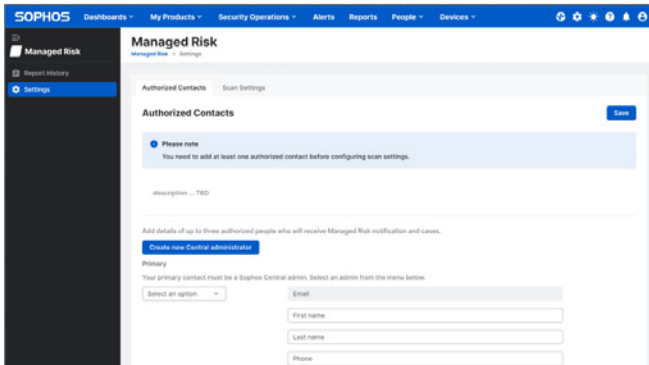 SOPHOS Dashboards My Products Security Operations Alerts Reports People Devices
Managed Risk
Report History
Settings
Managed Risk
Managed Risk > Settings
Authorized Contacts Scan Settings
Authorized Contacts
Save
Please note
You need to add at least one authorized contact before configuring scan settings.
description ... TBD
Add details of up to three authorized people who will receive Managed Risk notification and cases.
Create new Central administrator
Primary
Your primary contact must be a Sophos Central admin. Select an admin from the menu below.
Select an option Email
First name
Last name
Phone